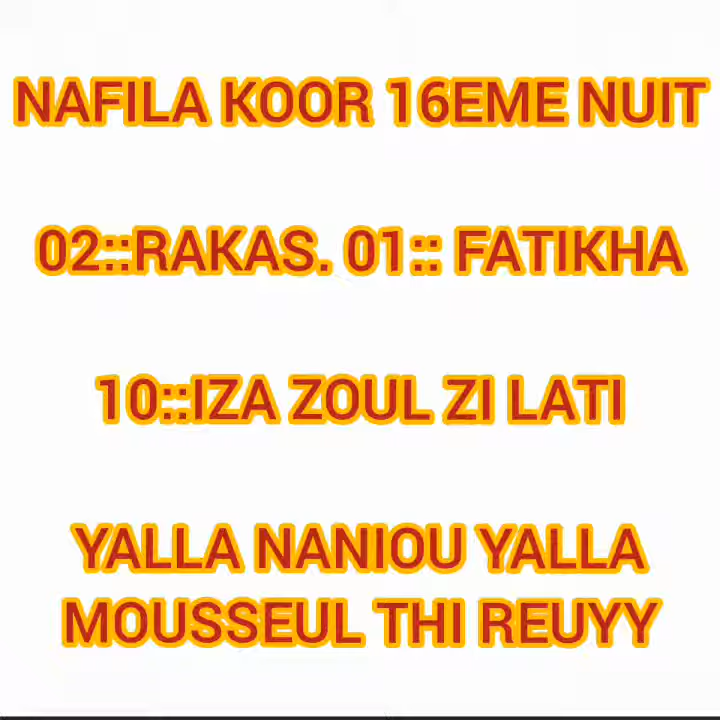 NAFILA KOOR 16EME NUIT
02::RAKAS. 01:: FATIKHA
10::IZA ZOUL ZI LATI
YALLA NANIOU YALLA
MOUSSEUL THI REUYY